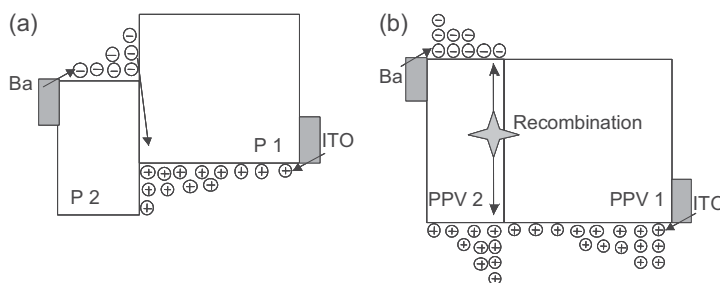 (a)
Ba
P 1
ITO
P 2
(b)
Ba
Recombination
PPV 2
PPV 1
ITO